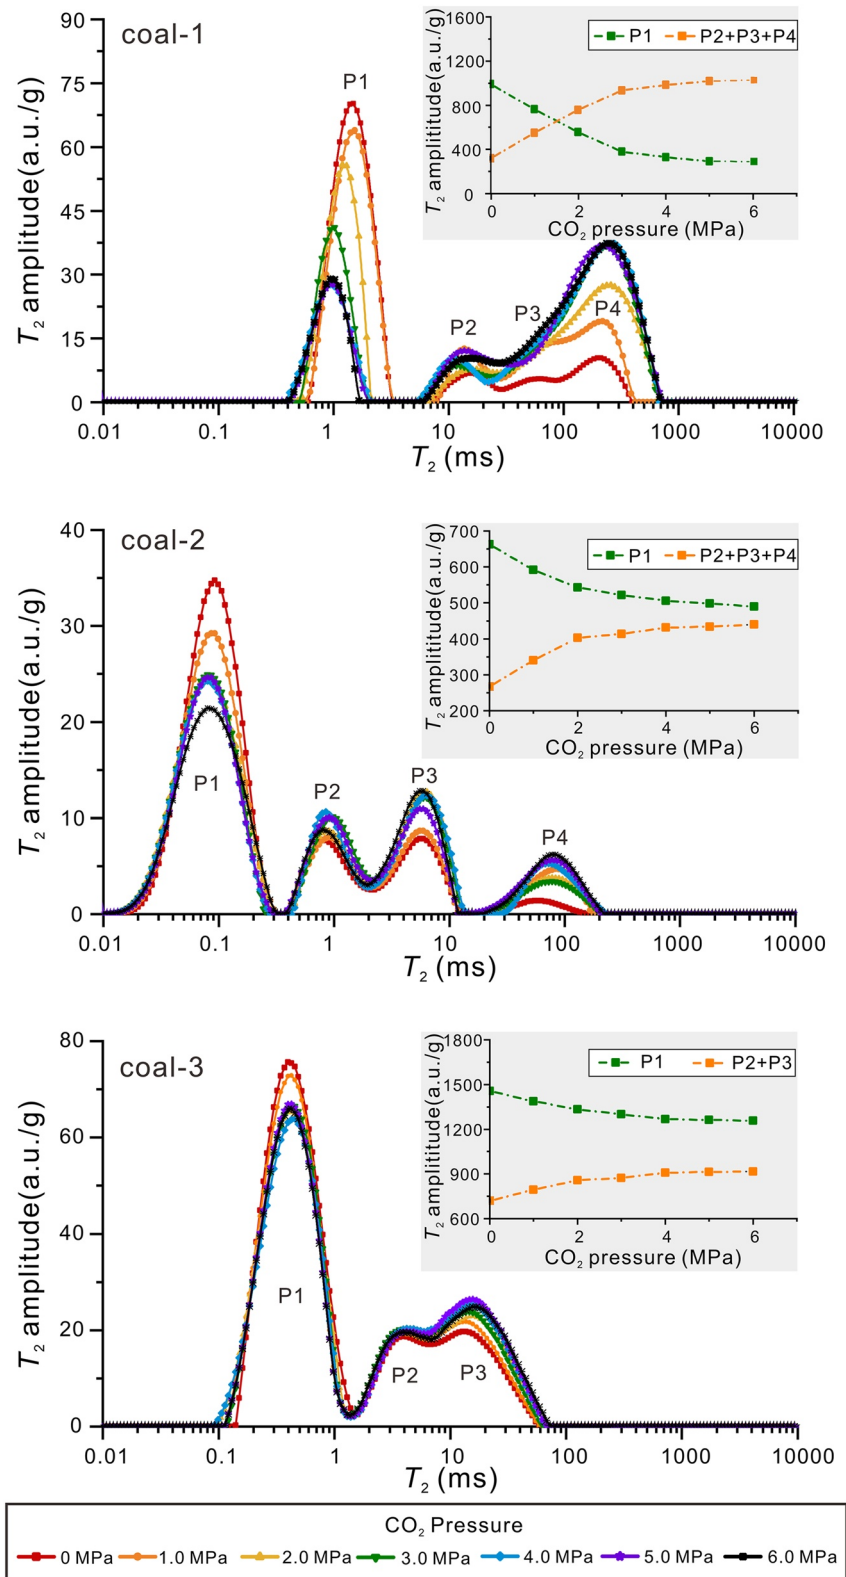 coal-1
T₂ amplitude(a.u./g)
90
75
60
45
30
15
0
P1
P2
P3
P4
0.01 0.1 1 10 100 1000 10000
T₂ (ms)
T₂ amplititude(a.u./g)
1600
1200
800
400
0
P1 P2+P3+P4
0 2 4 6
CO₂ pressure (MPa)
coal-2
T₂ amplitude(a.u./g)
40
30
20
10
0
P1
P2
P3
P4
0.01 0.1 1 10 100 1000 10000
T₂ (ms)
T₂ amplititude(a.u./g)
700
600
500
400
300
200
P1 P2+P3+P4
0 2 4 6
CO₂ pressure (MPa)
coal-3
T₂ amplitude(a.u./g)
80
60
40
20
0
P1
P2
P3
0.01 0.1 1 10 100 1000 10000
T₂ (ms)
T₂ amplititude(a.u./g)
1800
1500
1200
900
600
P1 P2+P3
0 2 4 6
CO₂ pressure (MPa)
CO₂ Pressure
0 MPa 1.0 MPa 2.0 MPa 3.0 MPa 4.0 MPa 5.0 MPa 6.0 MPa